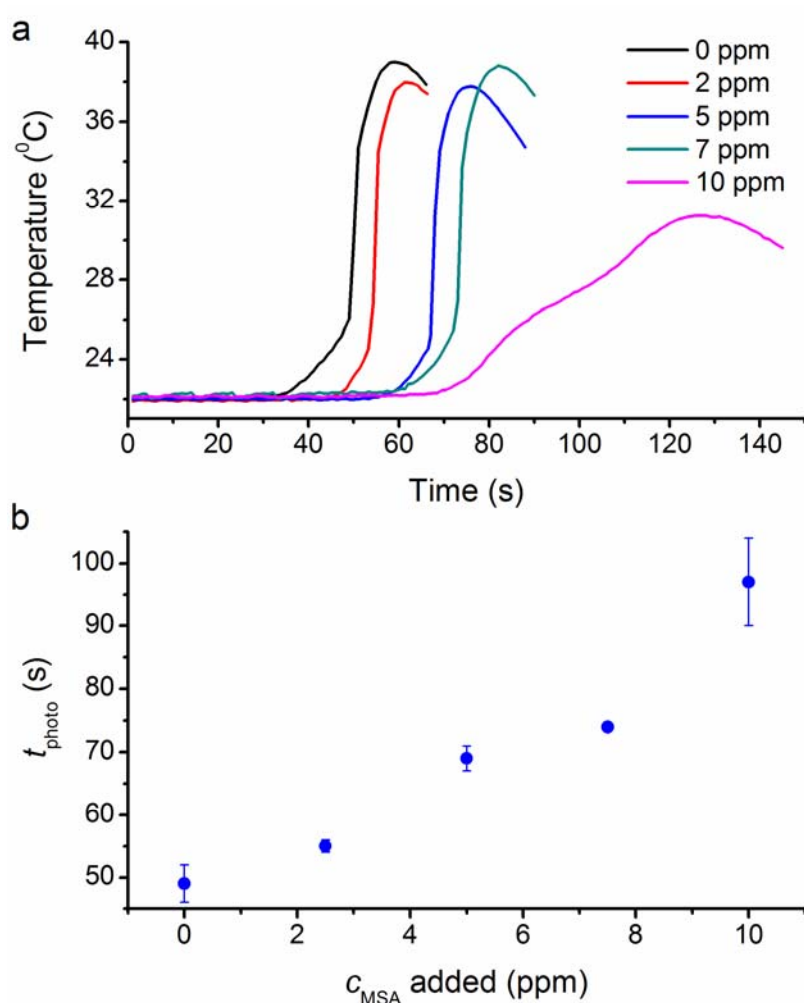 a
40
36
32
28
24
Temperature (⁰C)
0 ppm
2 ppm
5 ppm
7 ppm
10 ppm
0 20 40 60 80 100 120 140
Time (s)
b
100
90
80
70
60
50
t_photo (s)
0 2 4 6 8 10
c_MSA added (ppm)